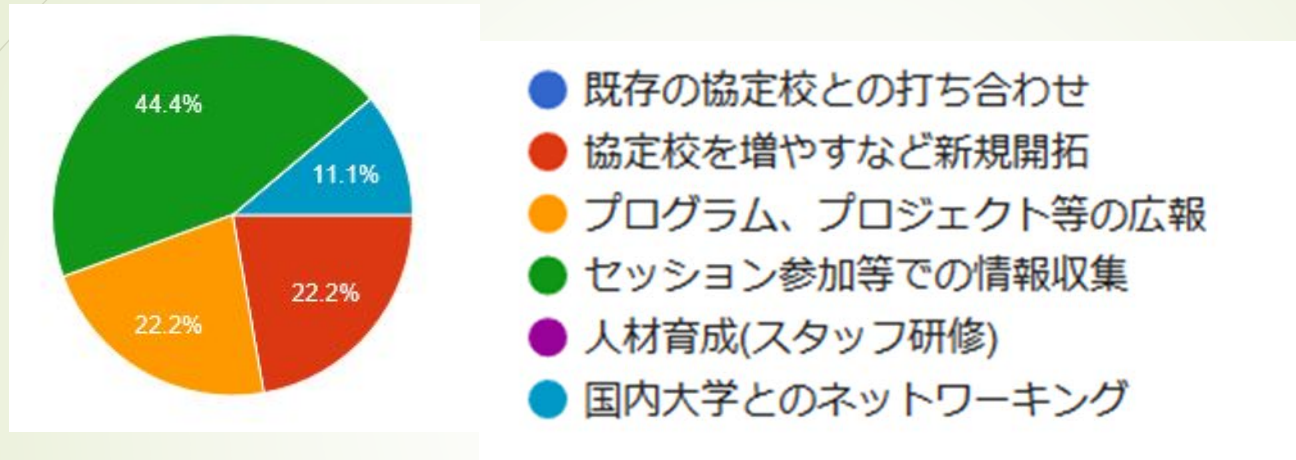 44.4%
11.1%
22.2%
22.2%
既存の協定校との打ち合わせ
協定校を増やすなど新規開拓
プログラム、プロジェクト等の広報
セッション参加等での情報収集
人材育成(スタッフ研修)
国内大学とのネットワーキング